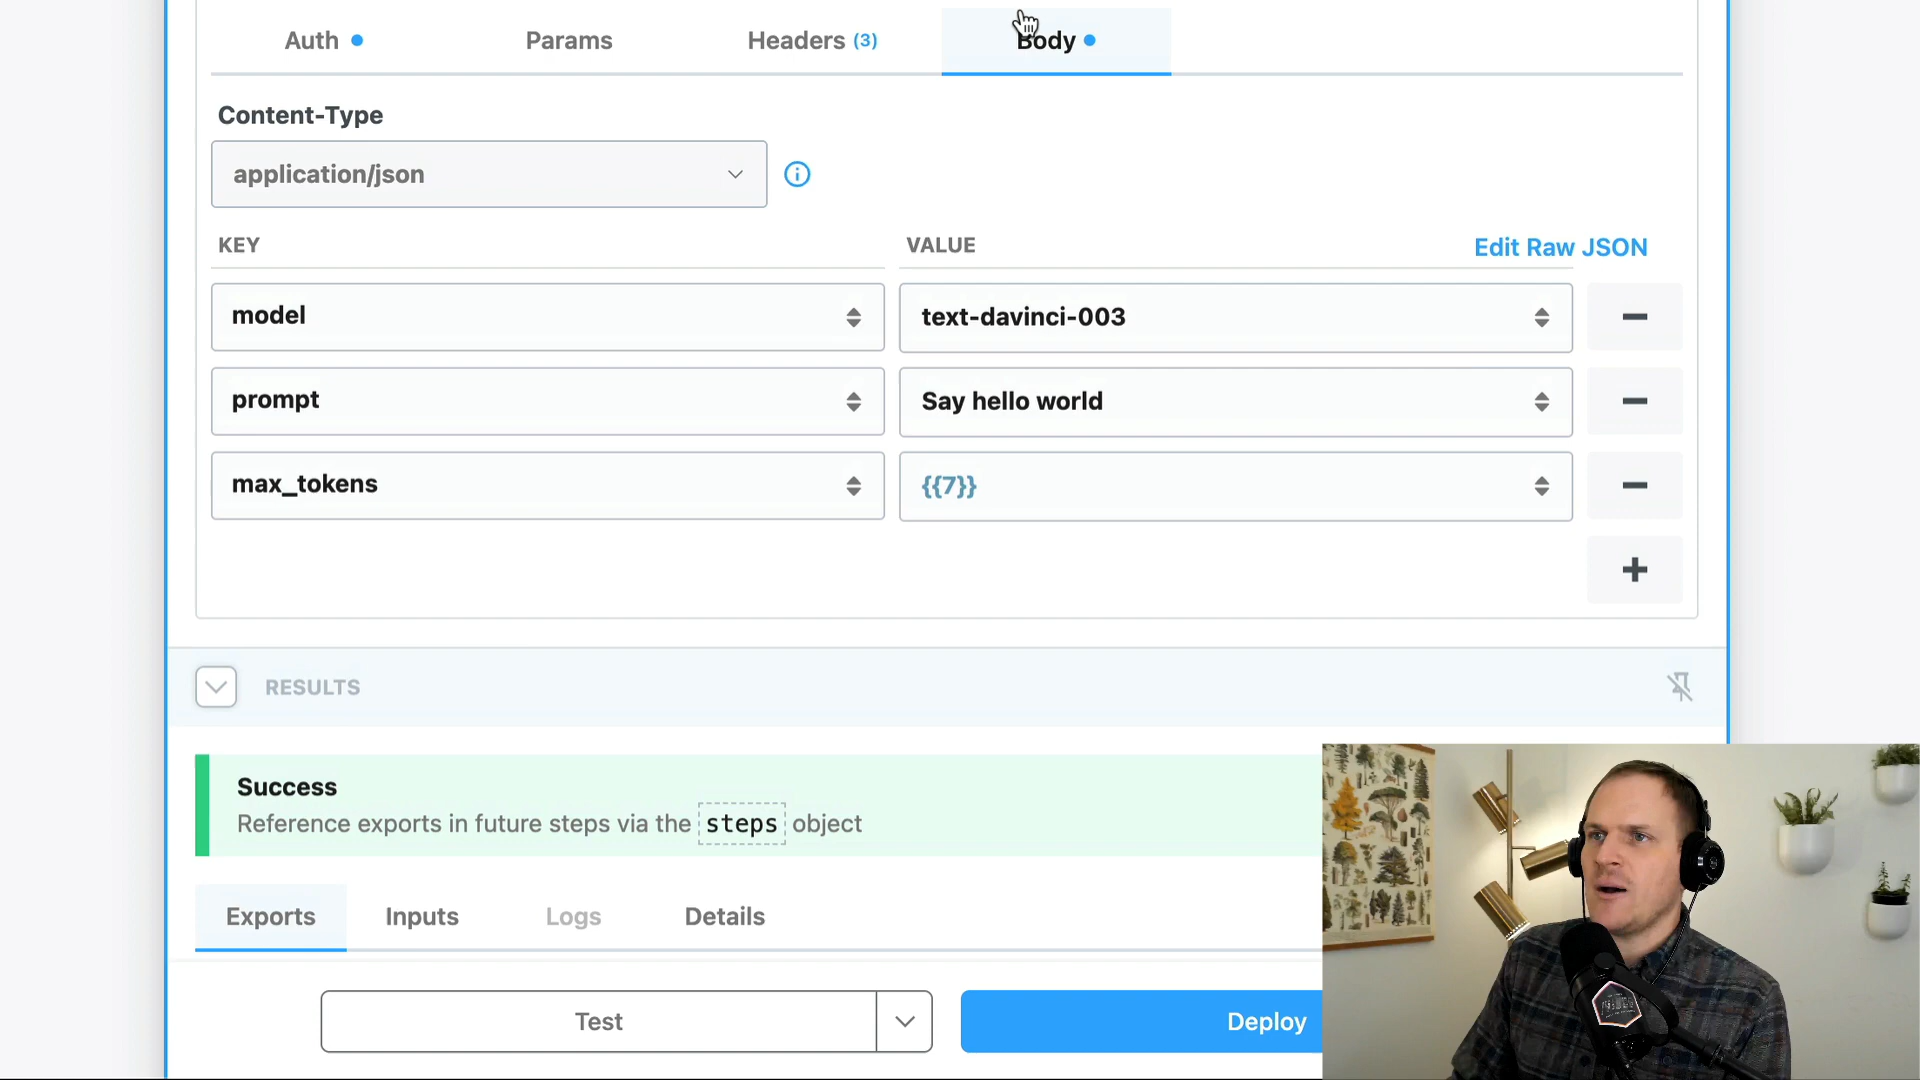 Auth
Params
Headers (3)
Body
Content-Type
application/json
KEY
VALUE
Edit Raw JSON
model
text-davinci-003
prompt
Say hello world
max_tokens
{{7}}
RESULTS
Success
Reference exports in future steps via the steps object
Exports
Inputs
Logs
Details
Test
Deploy